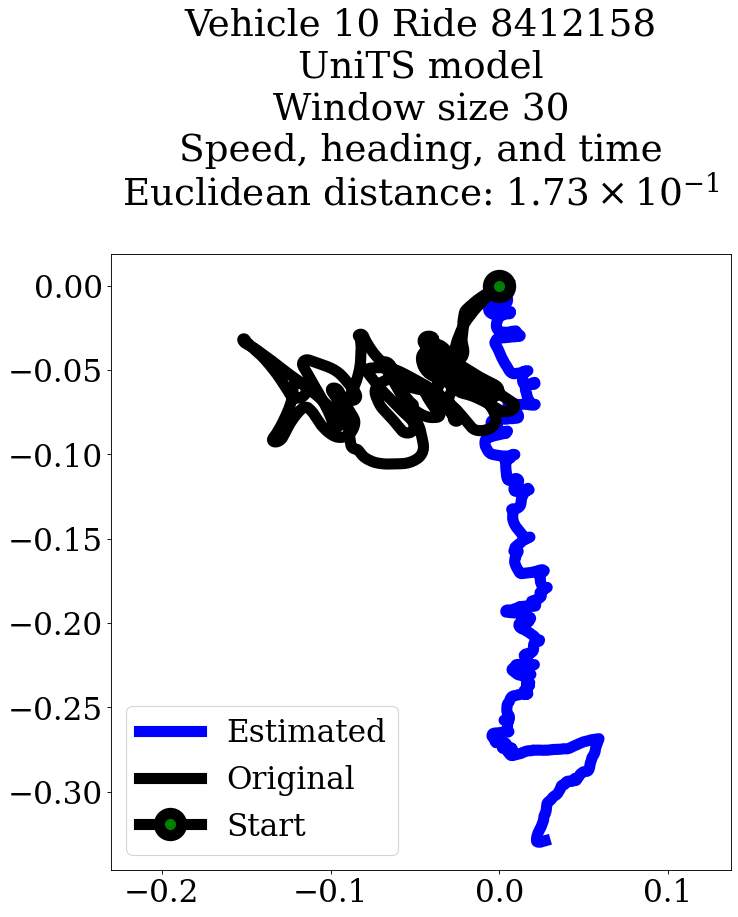 Vehicle 10 Ride 8412158
UniTS model
Window size 30
Speed, heading, and time
Euclidean distance: 1.73 × 10⁻¹
0.00
−0.05
−0.10
−0.15
−0.20
−0.25
−0.30
Estimated
Original
Start
−0.2 −0.1 0.0 0.1